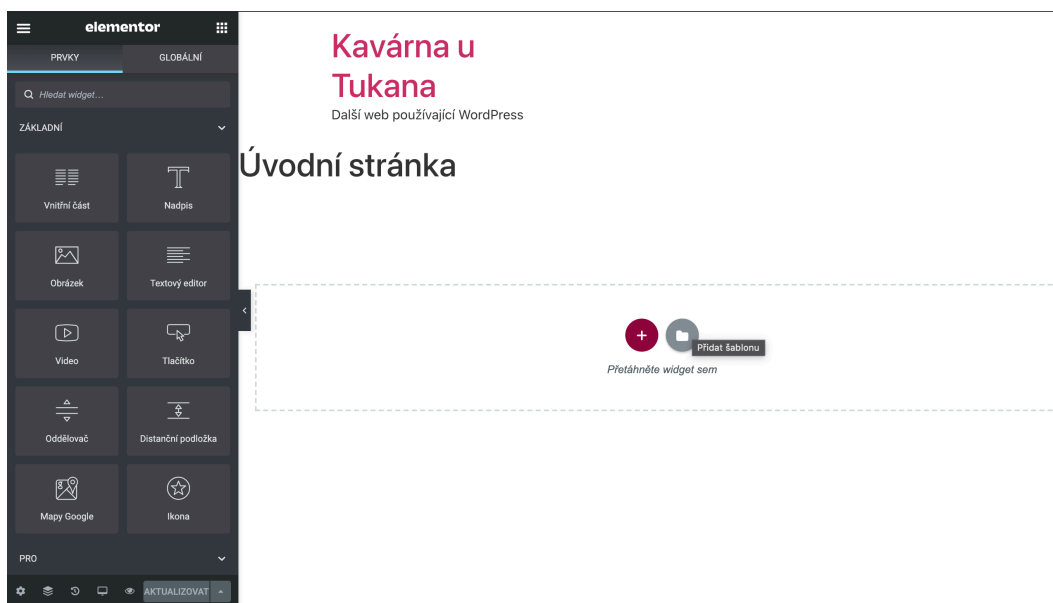 elementor
PRVKY
GLOBÁLNÍ
Hledat widget...
ZÁKLADNÍ
Vnitřní část
Nadpis
Obrázek
Textový editor
Video
Tlačítko
Oddělovač
Distanční podložka
Mapy Google
Ikona
PRO
AKTUALIZOVAT
Kavárna u
Tukana
Další web používající WordPress
Úvodní stránka
Přidat šablonu
Přetáhněte widget sem